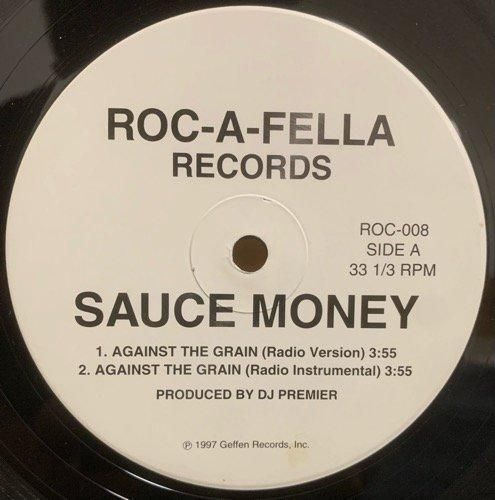 ROC-A-FELLA
RECORDS
ROC-008
SIDE A
33 1/3 RPM
SAUCE MONEY
1. AGAINST THE GRAIN (Radio Version) 3:55
2. AGAINST THE GRAIN (Radio Instrumental) 3:55
PRODUCED BY DJ PREMIER
℗ 1997 Geffen Records, Inc.